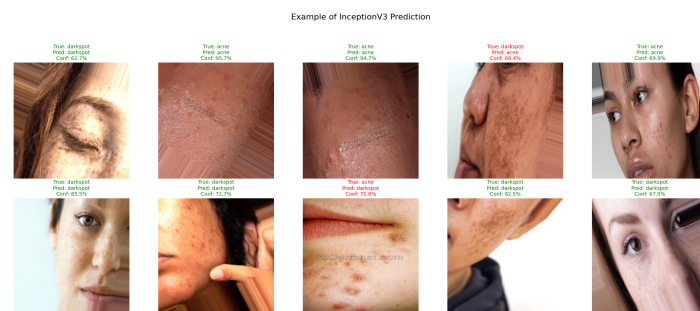 Example of InceptionV3 Prediction
True: darkspot
Pred: darkspot
Conf: 62.7%
True: acne
Pred: acne
Conf: 95.7%
True: acne
Pred: acne
Conf: 94.7%
True: darkspot
Pred: acne
Conf: 68.4%
True: acne
Pred: acne
Conf: 69.9%
True: darkspot
Pred: darkspot
Conf: 85.5%
True: darkspot
Pred: darkspot
Conf: 72.7%
True: acne
Pred: darkspot
Conf: 71.0%
True: darkspot
Pred: darkspot
Conf: 82.5%
True: darkspot
Pred: darkspot
Conf: 67.0%